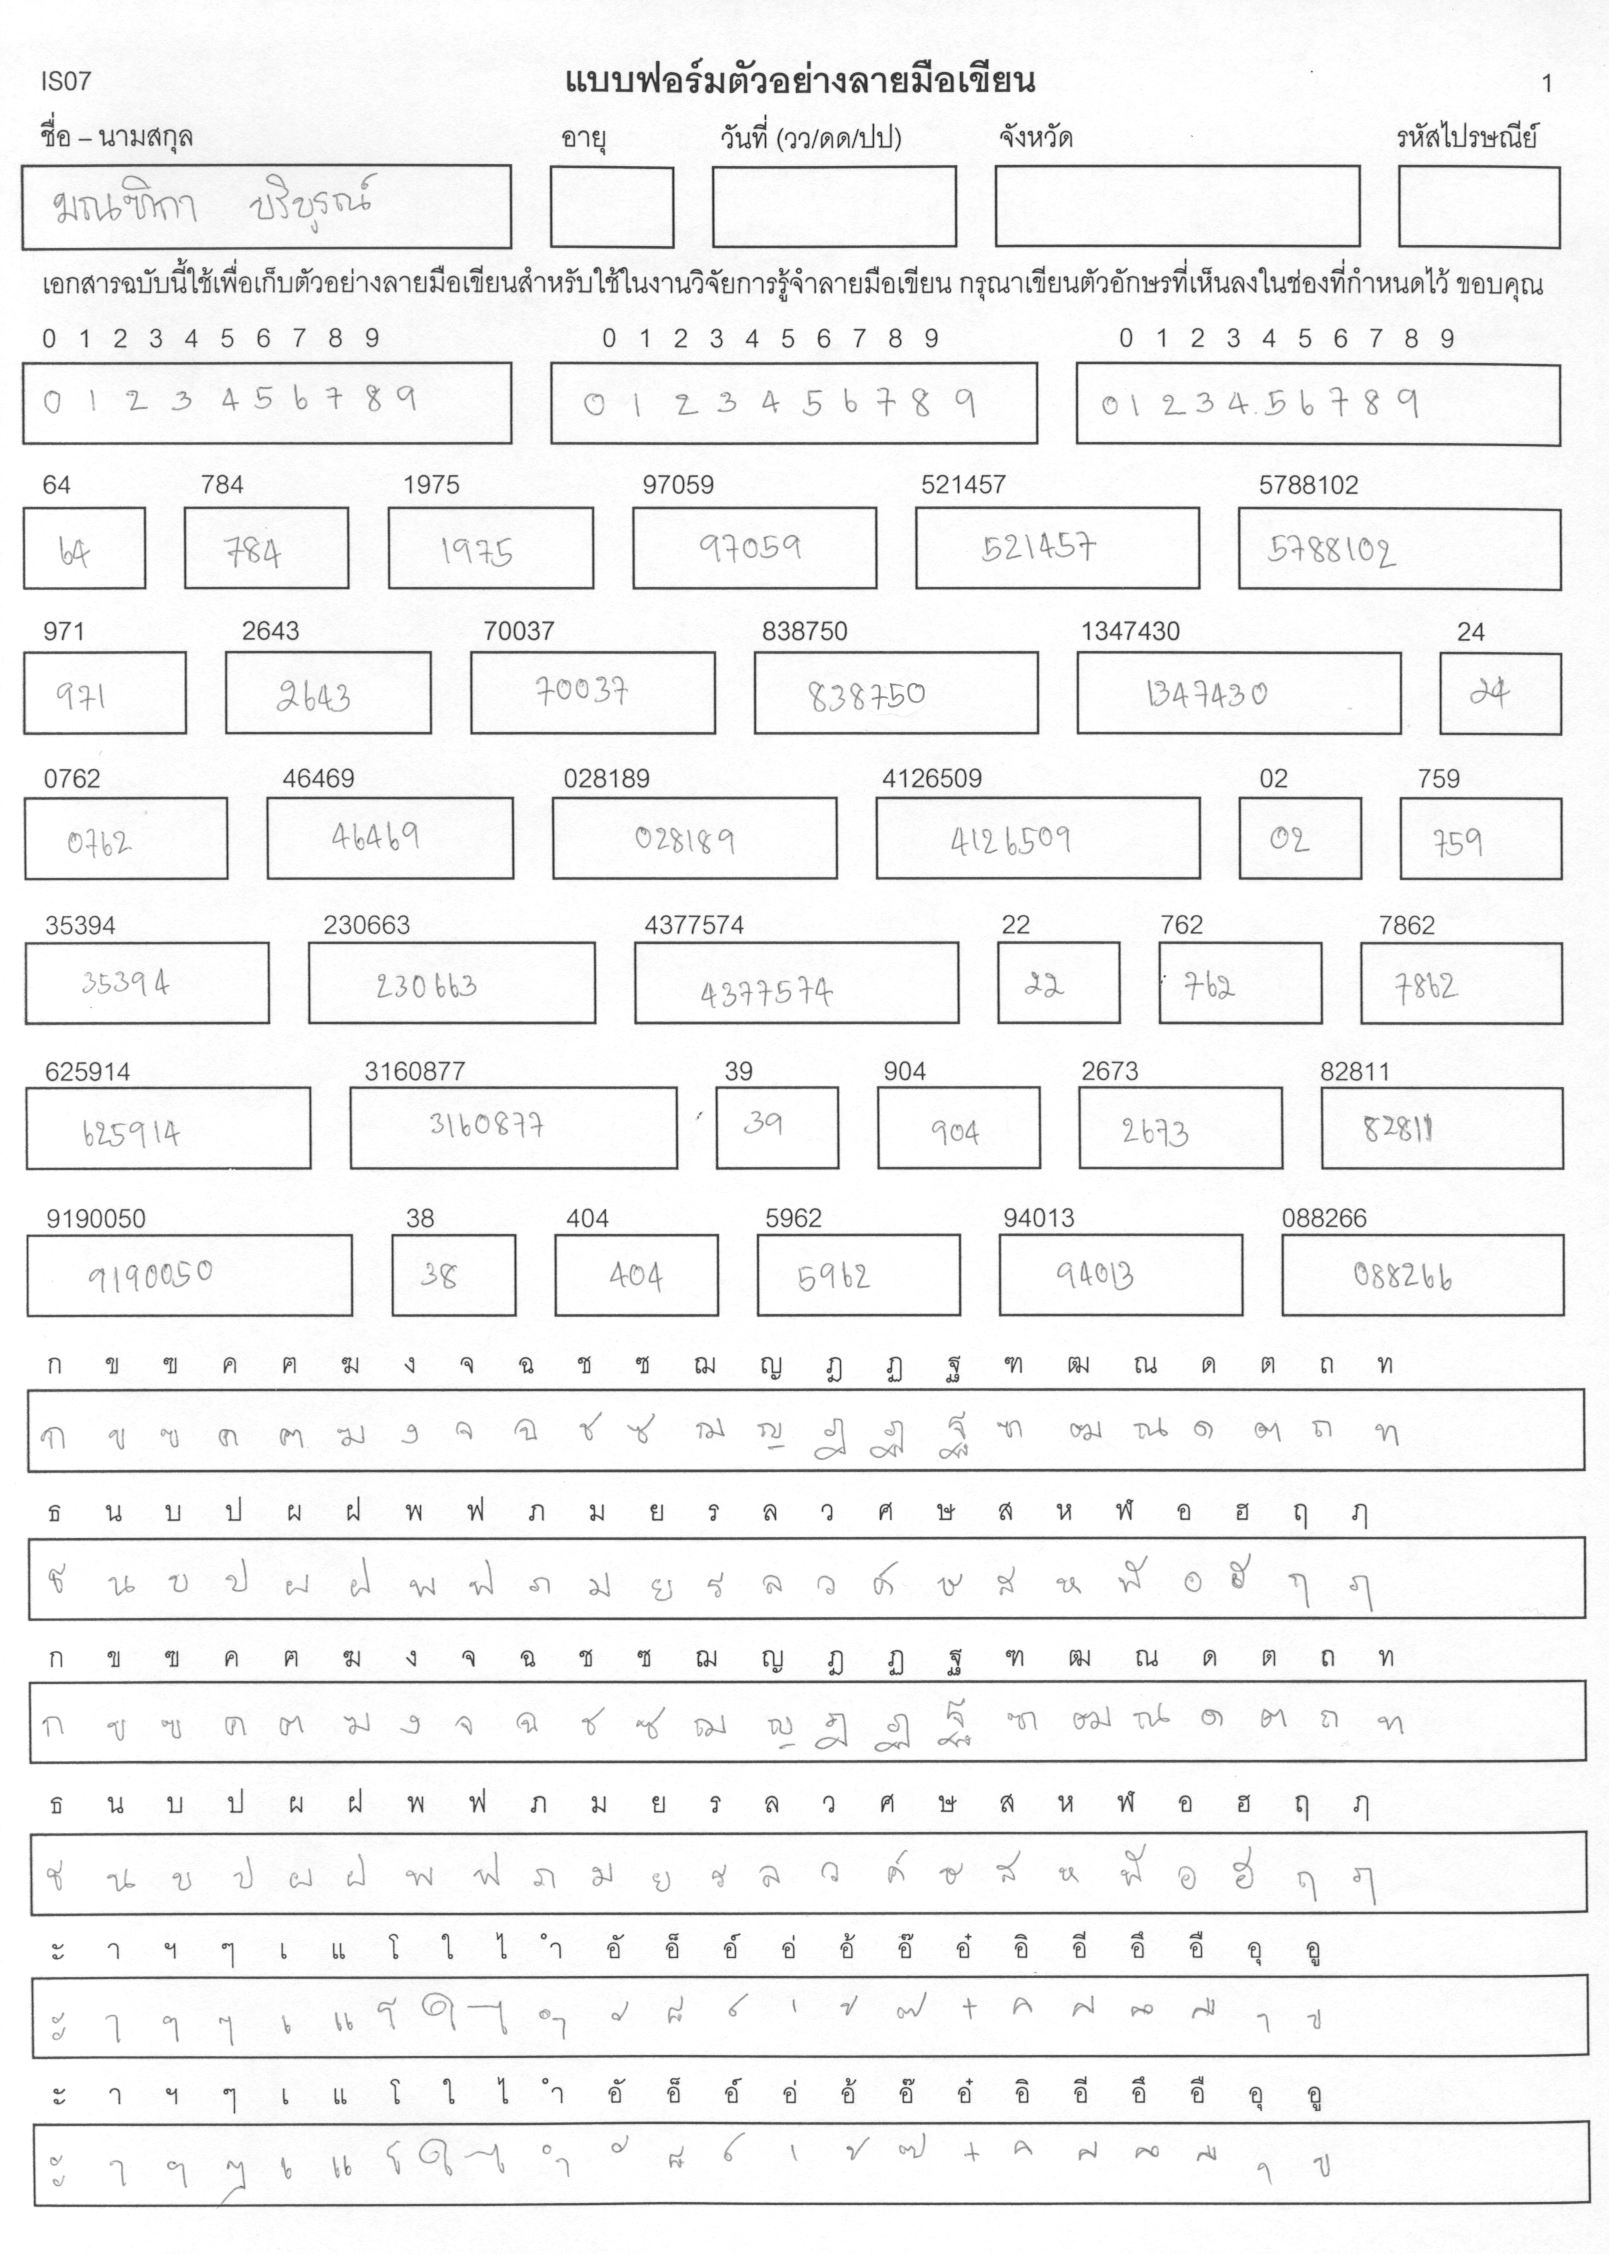 IS07 แบบฟอร์มตัวอย่างลายมือเขียน 1
ชื่อ – นามสกุล อายุ วันที่ (วว/ดด/ปป) จังหวัด รหัสไปรษณีย์
มณฑิกา บริบูรณ์
เอกสารฉบับนี้ใช้เพื่อเก็บตัวอย่างลายมือเขียนสำหรับใช้ในงานวิจัยการรู้จำลายมือเขียน กรุณาเขียนตัวอักษรที่เห็นลงในช่องที่กำหนดไว้ ขอบคุณ
0 1 2 3 4 5 6 7 8 9 0 1 2 3 4 5 6 7 8 9 0 1 2 3 4 5 6 7 8 9
0 1 2 3 4 5 6 7 8 9 0 1 2 3 4 5 6 7 8 9 0 1 2 3 4 5 6 7 8 9
64 784 1975 97059 521457 5788102
64 784 1975 97059 521457 5788102
971 2643 70037 838750 1347430 24
971 2643 70037 838750 1347430 24
0762 46469 028189 4126509 02 759
0762 46469 028189 4126509 02 759
35394 230663 4377574 22 762 7862
35394 230663 4377574 22 762 7862
625914 3160877 39 904 2673 82811
625914 3160877 39 904 2673 82811
9190050 38 404 5962 94013 088266
9190050 38 404 5962 94013 088266
ก ข ฃ ค ฅ ฆ ง จ ฉ ช ซ ฌ ญ ฎ ฏ ฐ ฑ ฒ ณ ด ต ถ ท
ก ข ฃ ค ฅ ฆ ง จ ฉ ช ซ ฌ ญ ฎ ฏ ฐ ฑ ฒ ณ ด ต ถ ท
ธ น บ ป ผ ฝ พ ฟ ภ ม ย ร ล ว ศ ษ ส ห ฬ อ ฮ ฤ ฦ
ธ น บ ป ผ ฝ พ ฟ ภ ม ย ร ล ว ศ ษ ส ห ฬ อ ฮ ฤ ฦ
ก ข ฃ ค ฅ ฆ ง จ ฉ ช ซ ฌ ญ ฎ ฏ ฐ ฑ ฒ ณ ด ต ถ ท
ก ข ฃ ค ฅ ฆ ง จ ฉ ช ซ ฌ ญ ฎ ฏ ฐ ฑ ฒ ณ ด ต ถ ท
ธ น บ ป ผ ฝ พ ฟ ภ ม ย ร ล ว ศ ษ ส ห ฬ อ ฮ ฤ ฦ
ธ น บ ป ผ ฝ พ ฟ ภ ม ย ร ล ว ศ ษ ส ห ฬ อ ฮ ฤ ฦ
ะ า ฯ ๆ เ แ โ ใ ไ ำ อั อ็ อ์ อ่ อ้ อ๊ อ๋ อิ อี อึ อื อุ อู
ะ า ฯ ๆ เ แ โ ใ ไ ำ ั ็ ์ ่ ้ ๊ ๋ ิ ี ึ ื ุ ู
ะ า ฯ ๆ เ แ โ ใ ไ ำ อั อ็ อ์ อ่ อ้ อ๊ อ๋ อิ อี อึ อื อุ อู
ะ า ฯ ๆ เ แ โ ใ ไ ำ ั ็ ์ ่ ้ ๊ ๋ ิ ี ึ ื ุ ู